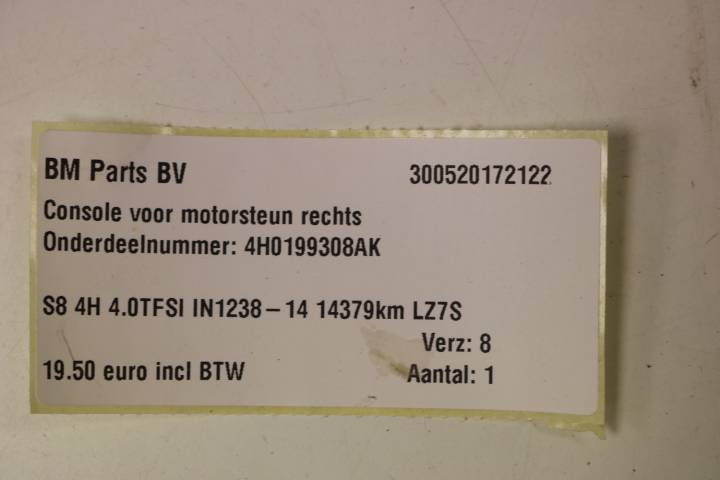 BM Parts BV 300520172122
Console voor motorsteun rechts
Onderdeelnummer: 4H0199308AK
S8 4H 4.0TFSI IN1238-14 14379km LZ7S
Verz: 8
19.50 euro incl BTW Aantal: 1